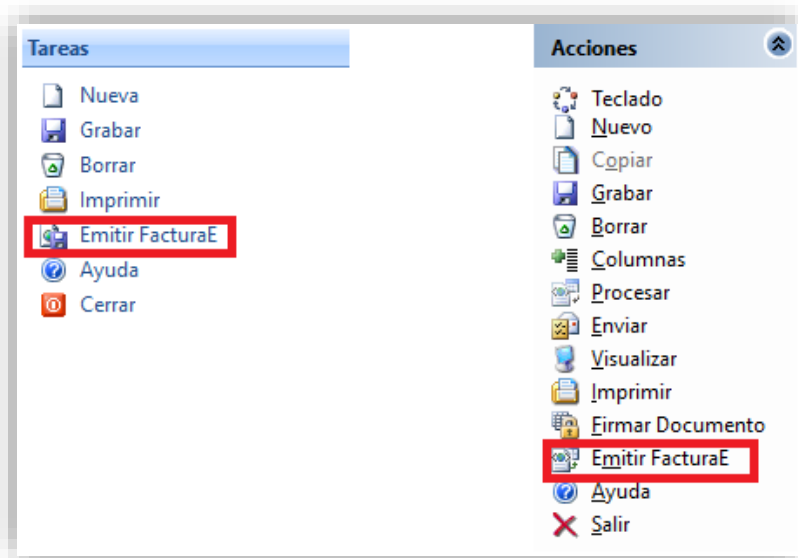 Tareas
Nueva
Grabar
Borrar
Imprimir
Emitir FacturaE
Ayuda
Cerrar
Acciones
Teclado
Nuevo
Copiar
Grabar
Borrar
Columnas
Procesar
Enviar
Visualizar
Imprimir
Firmar Documento
Emitir FacturaE
Ayuda
Salir